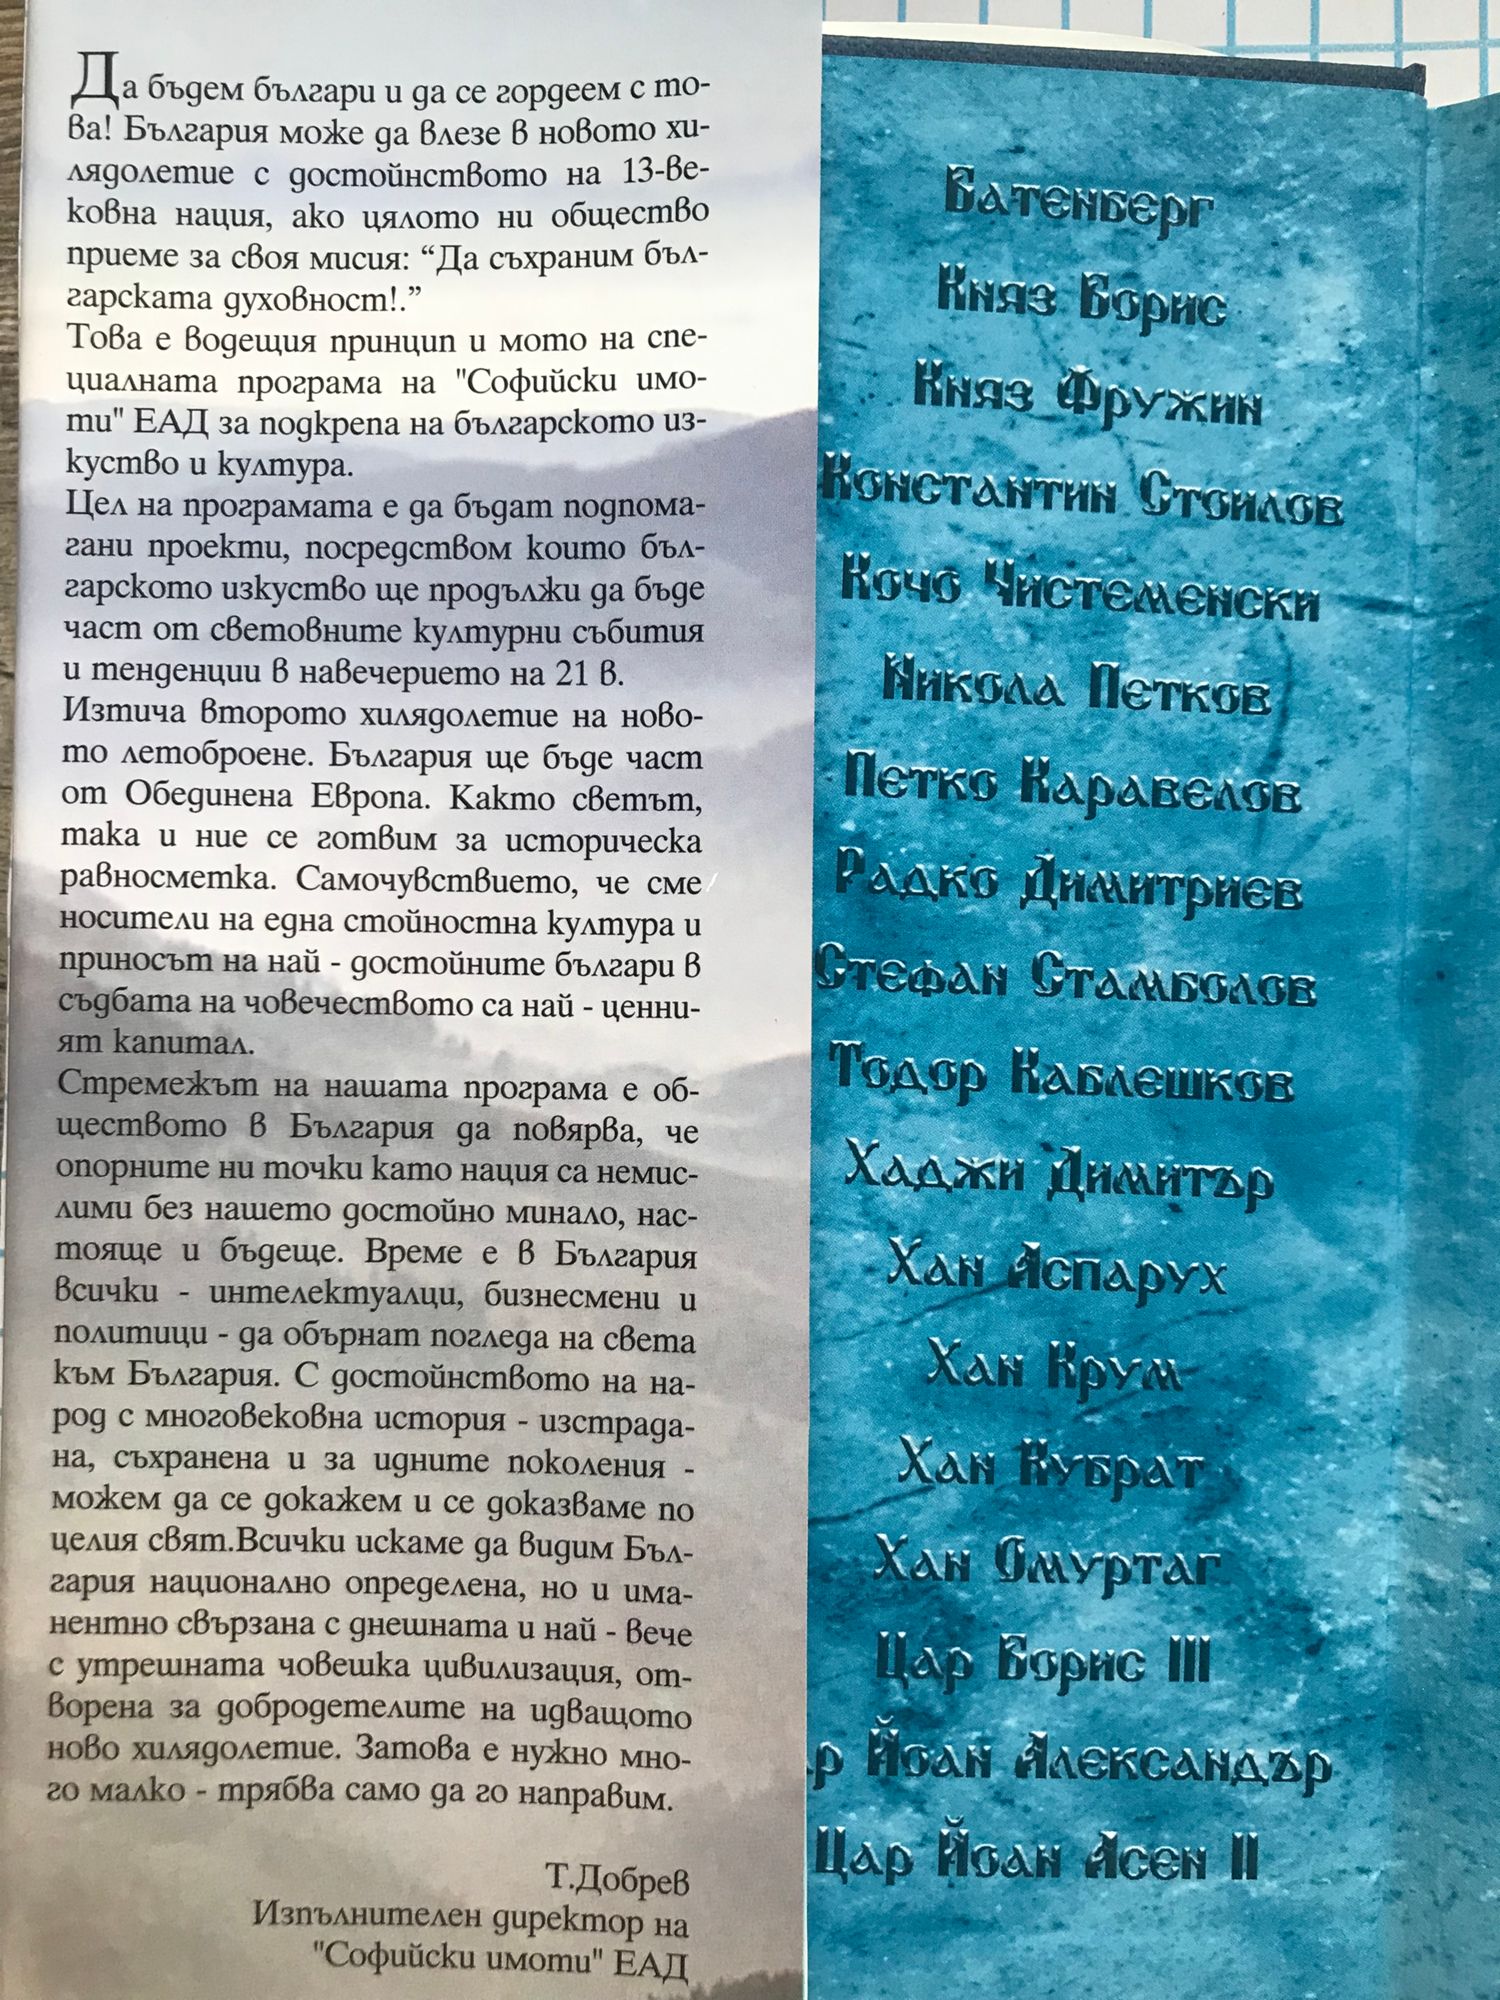 Да бъдем българи и да се гордеем с то-
ва! България може да влезе в новото хи-
лядолетие с достойнството на 13-ве-
ковна нация, ако цялото ни общество
приеме за своя мисия: “Да съхраним бъл-
гарската духовност!.”
Това е водещия принцип и мото на спе-
циалната програма на "Софийски имо-
ти" ЕАД за подкрепа на българското из-
куство и култура.
Цел на програмата е да бъдат подпома-
гани проекти, посредством които бъл-
гарското изкуство ще продължи да бъде
част от световните културни събития
и тенденции в навечерието на 21 в.
Изтича второто хилядолетие на ново-
то летоброене. България ще бъде част
от Обединена Европа. Както светът,
така и ние се готвим за историческа
равносметка. Самочувствието, че сме
носители на една стойностна култура и
приносът на най - достойните българи в
съдбата на човечеството са най - ценни-
ят капитал.
Стремежът на нашата програма е об-
ществото в България да повярва, че
опорните ни точки като нация са немис-
лими без нашето достойно минало, нас-
тояще и бъдеще. Време е в България
всички - интелектуалци, бизнесмени и
политици - да обърнат погледа на света
към България. С достойнството на на-
род с многовековна история - изстрада-
на, съхранена и за идните поколения -
можем да се докажем и се доказваме по
целия свят.Всички искаме да видим Бъл-
гария национално определена, но и има-
нентно свързана с днешната и най - вече
с утрешната човешка цивилизация, от-
ворена за добродетелите на идващото
ново хилядолетие. Затова е нужно мно-
го малко - трябва само да го направим.
Т.Добрев
Изпълнителен директор на
"Софийски имоти" ЕАД
Батенберг
Княз Борис
Княз Фружин
Константин Стоилов
Кочо Чистеменски
Никола Петков
Петко Каравелов
Радко Димитриев
Стефан Стамболов
Тодор Каблешков
Хаджи Димитър
Хан Аспарух
Хан Крум
Хан Кубрат
Хан Омуртаг
Цар Борис III
р Йоан Александър
Цар Йоан Асен II